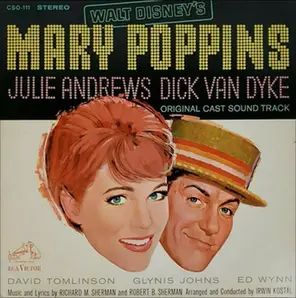 CSO-111 STEREO
WALT DISNEY'S
MARY POPPINS
JULIE ANDREWS DICK VAN DYKE
ORIGINAL CAST SOUND TRACK
RCA VICTOR
DAVID TOMLINSON GLYNIS JOHNS ED WYNN
Music and Lyrics by RICHARD M. SHERMAN and ROBERT B. SHERMAN Arranged and Conducted by IRWIN KOSTAL